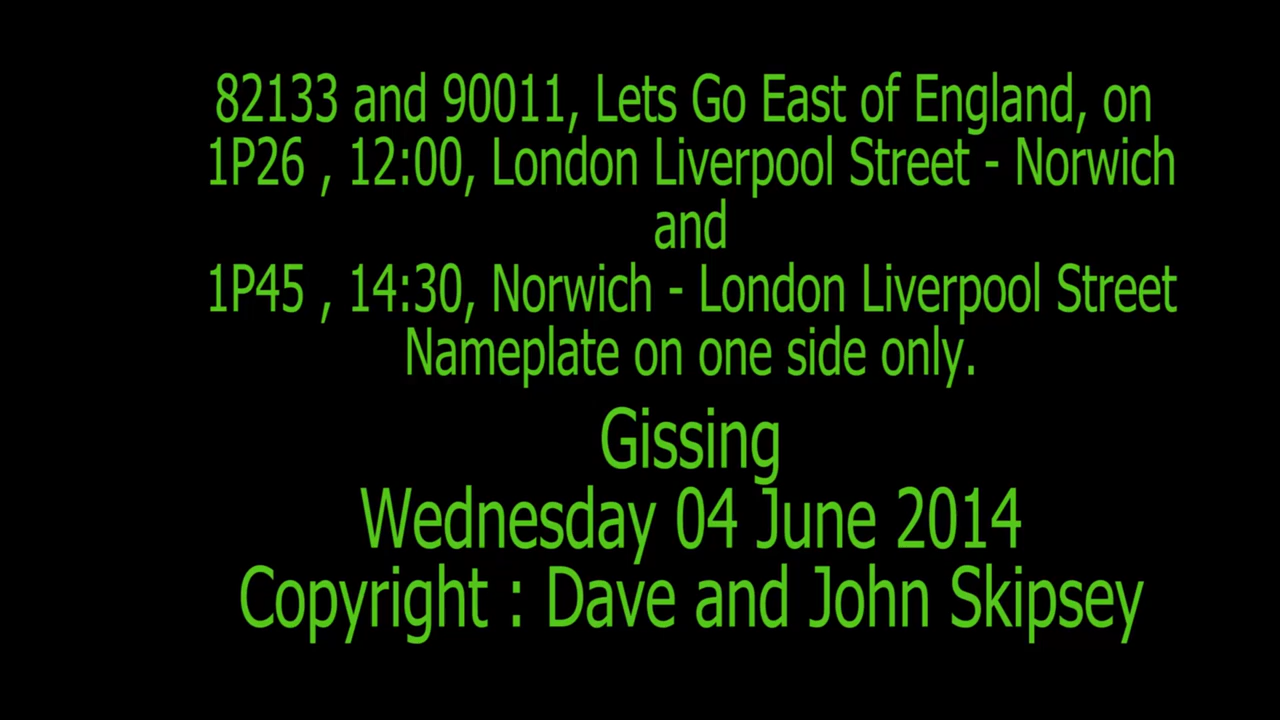 82133 and 90011, Lets Go East of England, on
1P26 , 12:00, London Liverpool Street - Norwich
and
1P45 , 14:30, Norwich - London Liverpool Street
Nameplate on one side only.
Gissing
Wednesday 04 June 2014
Copyright : Dave and John Skipsey